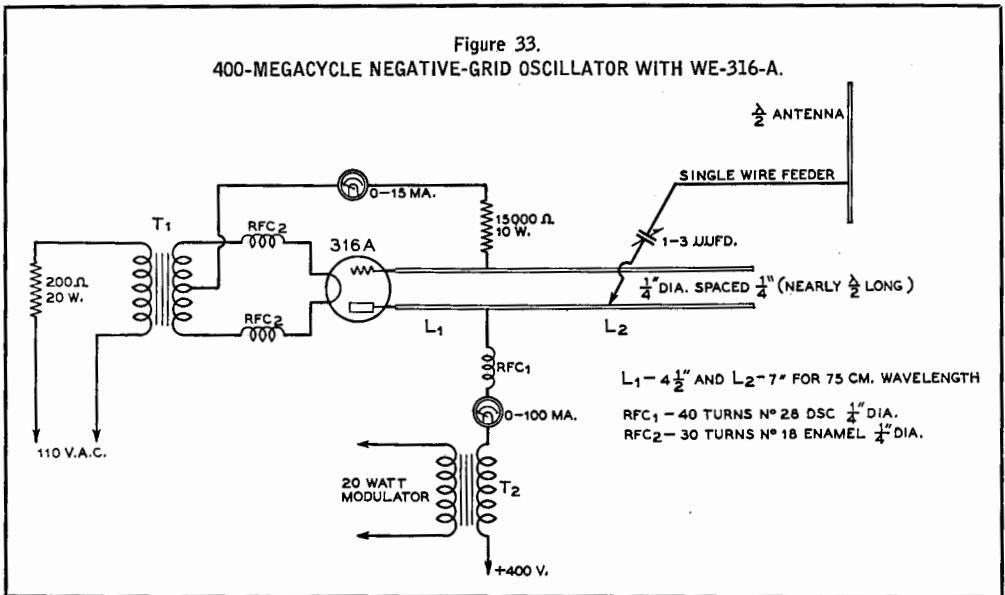 Figure 33.
400-MEGACYCLE NEGATIVE-GRID OSCILLATOR WITH WE-316-A.
λ/2 ANTENNA
SINGLE WIRE FEEDER
0-15 MA.
15000 Ω
10 W.
1-3 µµFD.
T1
RFC2
316A
200Ω
20 W.
1/4" DIA. SPACED 1/4" (NEARLY λ/2 LONG)
RFC2
L1
L2
RFC1
L1-4 1/2" AND L2-7" FOR 75 CM. WAVELENGTH
0-100 MA.
RFC1-40 TURNS Nº 28 DSC 1/4" DIA.
RFC2-30 TURNS Nº 18 ENAMEL 1/4" DIA.
110 V.A.C.
20 WATT
MODULATOR
T2
+400 V.